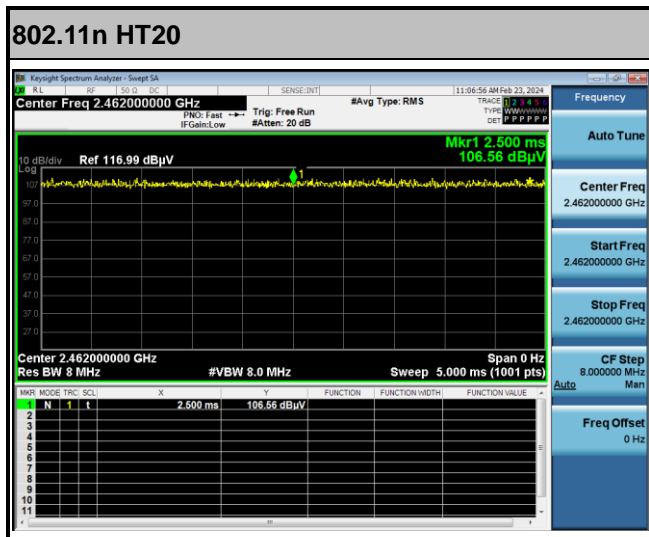 802.11n HT20
Keysight Spectrum Analyzer - Swept SA
RL RF 50 Ω DC SENSE:INT 11:06:56 AM Feb 23, 2024
Center Freq 2.462000000 GHz #Avg Type: RMS TRACE 1 2 3 4 5 6
PNO: Fast Trig: Free Run TYPE WWWWWW
IFGain:Low #Atten: 20 dB DET P P P P P P
Mkr1 2.500 ms
10 dB/div Ref 116.99 dBµV 106.56 dBµV
Log
1
107
97.0
87.0
77.0
67.0
57.0
47.0
37.0
27.0
Center 2.462000000 GHz Span 0 Hz
Res BW 8 MHz #VBW 8.0 MHz Sweep 5.000 ms (1001 pts)
MKR MODE TRC SCL X Y FUNCTION FUNCTION WIDTH FUNCTION VALUE
1 N 1 t 2.500 ms 106.56 dBµV
2
3
4
5
6
7
8
9
10
11
Frequency
Auto Tune
Center Freq
2.462000000 GHz
Start Freq
2.462000000 GHz
Stop Freq
2.462000000 GHz
CF Step
8.000000 MHz
Auto Man
Freq Offset
0 Hz